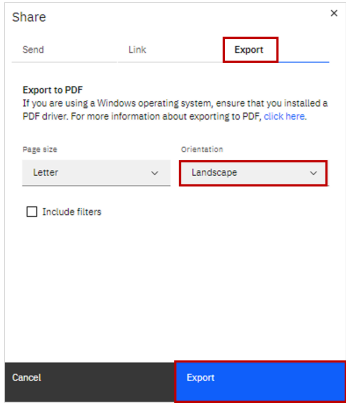 Share
×
Send Link Export
Export to PDF
If you are using a Windows operating system, ensure that you installed a
PDF driver. For more information about exporting to PDF, click here.
Page size Orientation
Letter Landscape
Include filters
Cancel Export